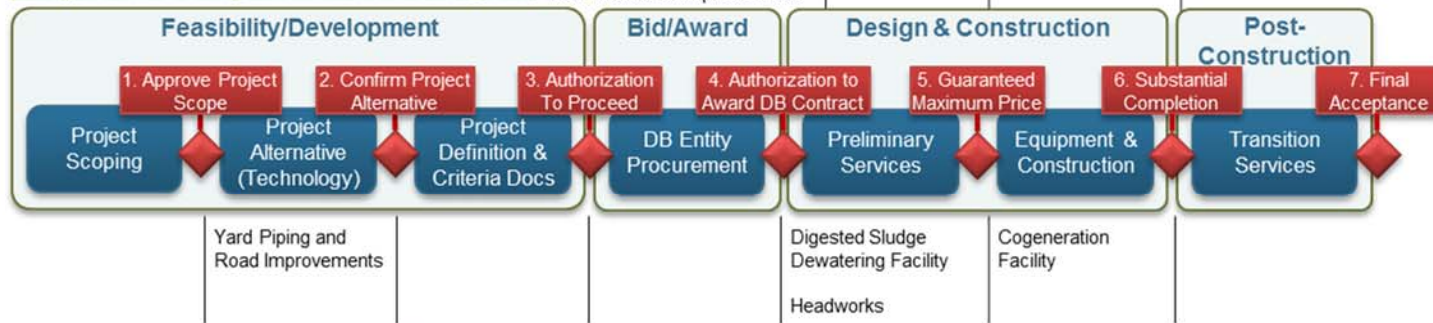 Feasibility/Development
Bid/Award
Design & Construction
Post-
Construction
1. Approve Project
Scope
2. Confirm Project
Alternative
3. Authorization
To Proceed
4. Authorization to
Award DB Contract
5. Guaranteed
Maximum Price
6. Substantial
Completion
7. Final
Acceptance
Project
Scoping
Project
Alternative
(Technology)
Project
Definition &
Criteria Docs
DB Entity
Procurement
Preliminary
Services
Equipment &
Construction
Transition
Services
Yard Piping and
Road Improvements
Digested Sludge
Dewatering Facility
Headworks
Cogeneration
Facility